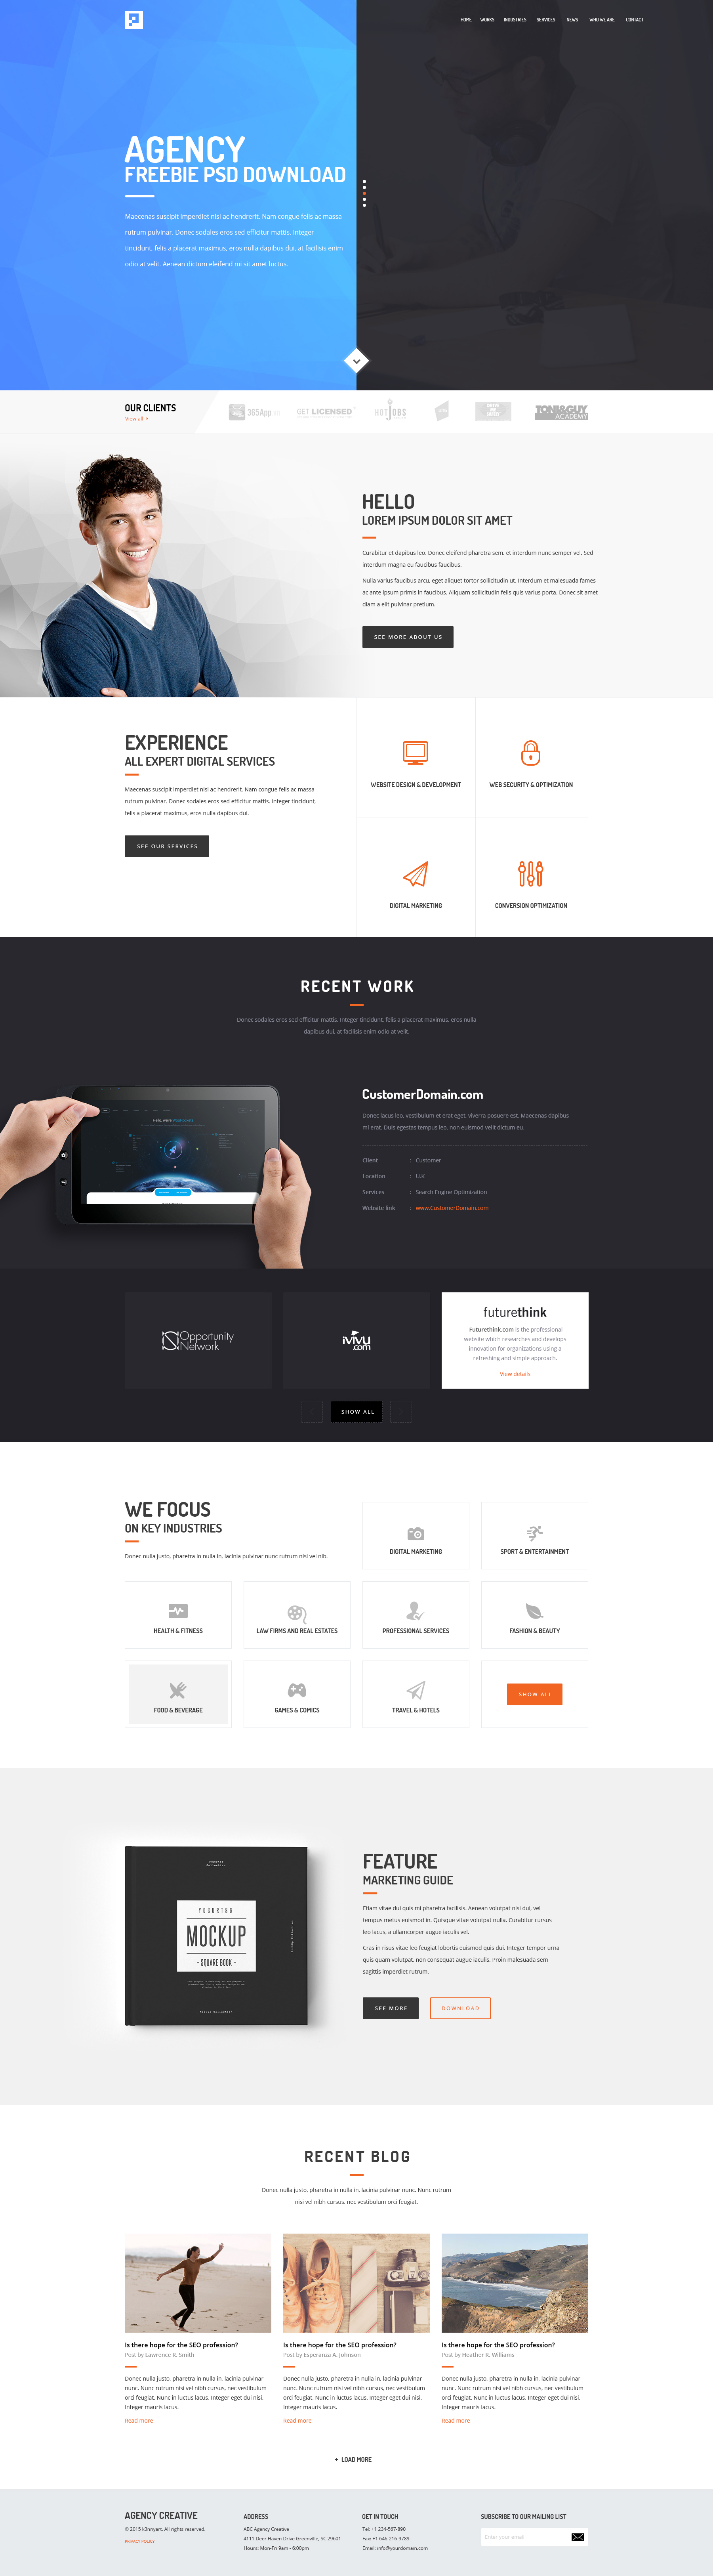 HOME WORKS INDUSTRIES SERVICES NEWS WHO WE ARE CONTACT
AGENCY
FREEBIE PSD DOWNLOAD
Maecenas suscipit imperdiet nisi ac hendrerit. Nam congue felis ac massa
rutrum pulvinar. Donec sodales eros sed efficitur mattis. Integer
tincidunt, felis a placerat maximus, eros nulla dapibus dui, at facilisis enim
odio at velit. Aenean dictum eleifend mi sit amet luctus.
OUR CLIENTS
View all
365App
GET LICENSED
HOT JOBS
TONI&GUY
ACADEMY
HELLO
LOREM IPSUM DOLOR SIT AMET
Curabitur et dapibus leo. Donec eleifend pharetra sem, et interdum nunc semper vel. Sed
interdum magna eu faucibus faucibus.
Nulla varius faucibus arcu, eget aliquet tortor sollicitudin ut. Interdum et malesuada fames
ac ante ipsum primis in faucibus. Aliquam sollicitudin felis quis varius porta. Donec sit amet
diam a elit pulvinar pretium.
SEE MORE ABOUT US
EXPERIENCE
ALL EXPERT DIGITAL SERVICES
Maecenas suscipit imperdiet nisi ac hendrerit. Nam congue felis ac massa
rutrum pulvinar. Donec sodales eros sed efficitur mattis. Integer tincidunt,
felis a placerat maximus, eros nulla dapibus dui.
SEE OUR SERVICES
WEBSITE DESIGN & DEVELOPMENT
WEB SECURITY & OPTIMIZATION
DIGITAL MARKETING
CONVERSION OPTIMIZATION
RECENT WORK
Donec sodales eros sed efficitur mattis. Integer tincidunt, felis a placerat maximus, eros nulla
dapibus dui, at facilisis enim odio at velit.
CustomerDomain.com
Donec lacus leo, vestibulum et erat eget, viverra posuere est. Maecenas dapibus
mi erat. Duis egestas tempus leo, non euismod velit dictum eu.
Client : Customer
Location : U.K
Services : Search Engine Optimization
Website link : www.CustomerDomain.com
Opportunity
Network
ivivu
.com
futurethink
Futurethink.com is the professional
website which researches and develops
innovation for organizations using a
refreshing and simple approach.
View details
SHOW ALL
WE FOCUS
ON KEY INDUSTRIES
Donec nulla justo, pharetra in nulla in, lacinia pulvinar nunc rutrum nisi vel nib.
DIGITAL MARKETING
SPORT & ENTERTAINMENT
HEALTH & FITNESS
LAW FIRMS AND REAL ESTATES
PROFESSIONAL SERVICES
FASHION & BEAUTY
FOOD & BEVERAGE
GAMES & COMICS
TRAVEL & HOTELS
SHOW ALL
YOGURT86
MOCKUP
- SQUARE BOOK -
FEATURE
MARKETING GUIDE
Etiam vitae dui quis mi pharetra facilisis. Aenean volutpat nisi dui, vel
tempus metus euismod in. Quisque vitae volutpat nulla. Curabitur cursus
leo lacus, a ullamcorper augue iaculis vel.
Cras in risus vitae leo feugiat lobortis euismod quis dui. Integer tempor urna
quis quam volutpat, non consequat augue iaculis. Proin malesuada sem
sagittis imperdiet rutrum.
SEE MORE
DOWNLOAD
RECENT BLOG
Donec nulla justo, pharetra in nulla in, lacinia pulvinar nunc. Nunc rutrum
nisi vel nibh cursus, nec vestibulum orci feugiat.
Is there hope for the SEO profession?
Post by Lawrence R. Smith
Donec nulla justo, pharetra in nulla in, lacinia pulvinar
nunc. Nunc rutrum nisi vel nibh cursus, nec vestibulum
orci feugiat. Nunc in luctus lacus. Integer eget dui nisi.
Integer mauris lacus.
Read more
Is there hope for the SEO profession?
Post by Esperanza A. Johnson
Donec nulla justo, pharetra in nulla in, lacinia pulvinar
nunc. Nunc rutrum nisi vel nibh cursus, nec vestibulum
orci feugiat. Nunc in luctus lacus. Integer eget dui nisi.
Integer mauris lacus.
Read more
Is there hope for the SEO profession?
Post by Heather R. Williams
Donec nulla justo, pharetra in nulla in, lacinia pulvinar
nunc. Nunc rutrum nisi vel nibh cursus, nec vestibulum
orci feugiat. Nunc in luctus lacus. Integer eget dui nisi.
Integer mauris lacus.
Read more
+ LOAD MORE
AGENCY CREATIVE
© 2015 k3nnyart. All rights reserved.
PRIVACY POLICY
ADDRESS
ABC Agency Creative
4111 Deer Haven Drive Greenville, SC 29601
Hours: Mon-Fri 9am - 6:00pm
GET IN TOUCH
Tel: +1 234-567-890
Fax: +1 646-216-9789
Email: info@yourdomain.com
SUBSCRIBE TO OUR MAILING LIST
Enter your email